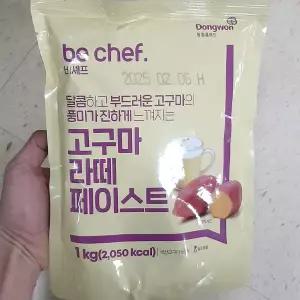 Dongwon
be chef.
비셰프
2025. 02. 06 H
달콤하고 부드러운 고구마의
풍미가 진하게 느껴지는
고구마
라떼
페이스트
1 kg(2,050 kcal)